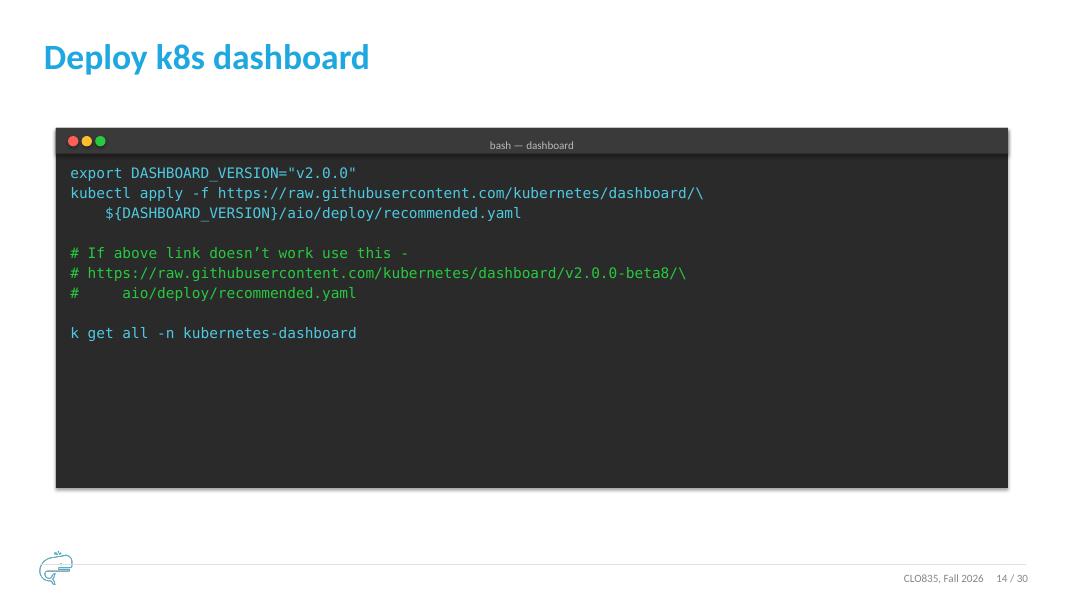 Deploy k8s dashboard
bash — dashboard
export DASHBOARD_VERSION="v2.0.0"
kubectl apply -f https://raw.githubusercontent.com/kubernetes/dashboard/\
    ${DASHBOARD_VERSION}/aio/deploy/recommended.yaml
# If above link doesn’t work use this -
# https://raw.githubusercontent.com/kubernetes/dashboard/v2.0.0-beta8/\
#     aio/deploy/recommended.yaml
k get all -n kubernetes-dashboard
CLO835, Fall 2026 14 / 30